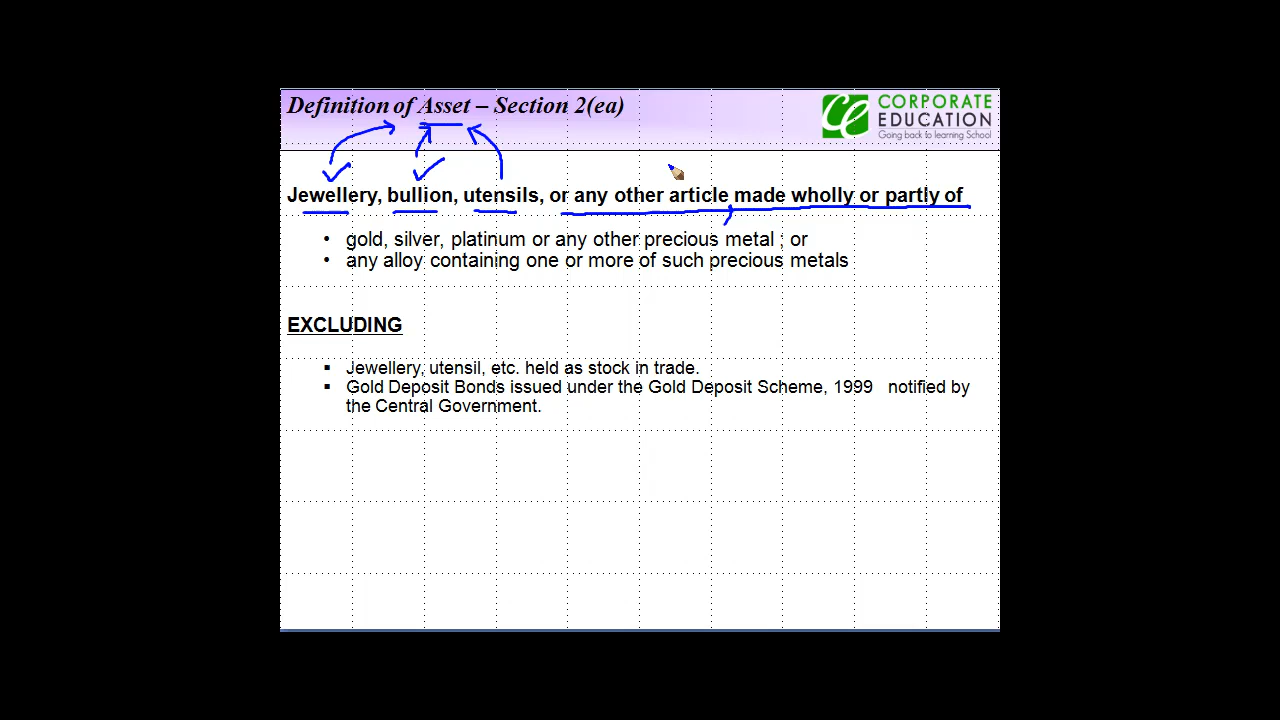 Definition of Asset – Section 2(ea)
CORPORATE
EDUCATION
Going back to learning School
Jewellery, bullion, utensils, or any other article made wholly or partly of
• gold, silver, platinum or any other precious metal ; or
• any alloy containing one or more of such precious metals
EXCLUDING
▪ Jewellery, utensil, etc. held as stock in trade.
▪ Gold Deposit Bonds issued under the Gold Deposit Scheme, 1999 notified by
the Central Government.